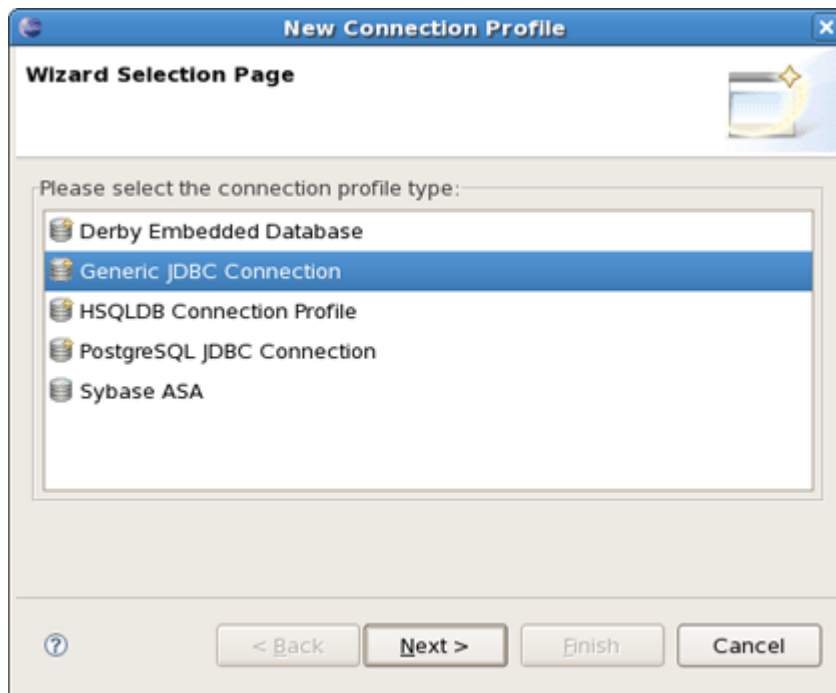 New Connection Profile
Wizard Selection Page
Please select the connection profile type:
Derby Embedded Database
Generic JDBC Connection
HSQLDB Connection Profile
PostgreSQL JDBC Connection
Sybase ASA
?
< Back
Next >
Finish
Cancel